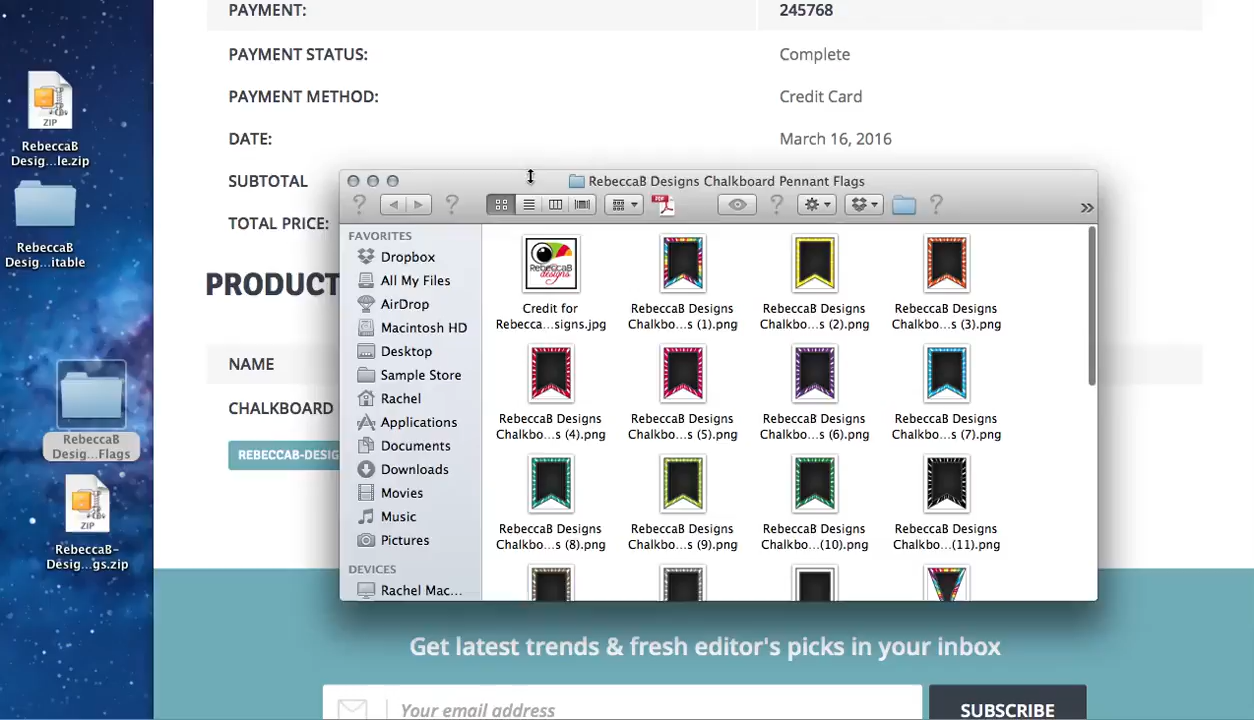 PAYMENT: 245768
PAYMENT STATUS: Complete
PAYMENT METHOD: Credit Card
DATE: March 16, 2016
SUBTOTAL
TOTAL PRICE:
PRODUCT
NAME
CHALKBOARD
REBECCAB-DESIG
ZIP
RebeccaB
Desig...le.zip
RebeccaB
Desig...itable
RebeccaB
Desig...Flags
ZIP
RebeccaB-
Desig...gs.zip
RebeccaB Designs Chalkboard Pennant Flags
PDF
FAVORITES
Dropbox
All My Files
AirDrop
Macintosh HD
Desktop
Sample Store
Rachel
Applications
Documents
Downloads
Movies
Music
Pictures
DEVICES
Rachel Mac...
RebeccaB
designs
Credit for
Rebecca....signs.jpg
RebeccaB Designs
Chalkbo...s (1).png
RebeccaB Designs
Chalkbo...s (2).png
RebeccaB Designs
Chalkbo...s (3).png
RebeccaB Designs
Chalkbo...s (4).png
RebeccaB Designs
Chalkbo...s (5).png
RebeccaB Designs
Chalkbo...s (6).png
RebeccaB Designs
Chalkbo...s (7).png
RebeccaB Designs
Chalkbo...s (8).png
RebeccaB Designs
Chalkbo...s (9).png
RebeccaB Designs
Chalkbo...(10).png
RebeccaB Designs
Chalkbo...(11).png
Get latest trends & fresh editor's picks in your inbox
Your email address
SUBSCRIBE